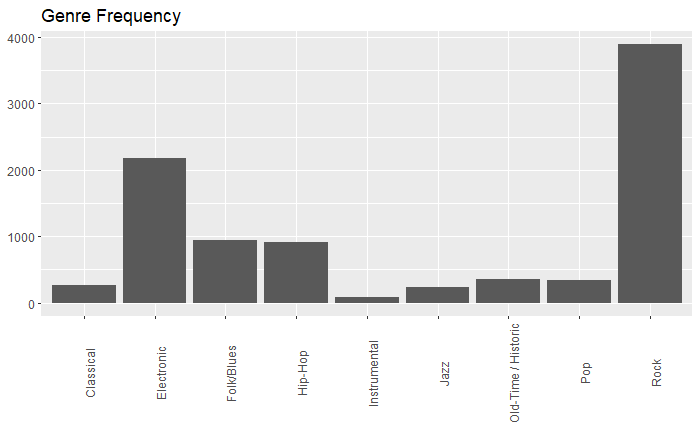 Genre Frequency
4000
3000
2000
1000
0
Classical
Electronic
Folk/Blues
Hip-Hop
Instrumental
Jazz
Old-Time / Historic
Pop
Rock